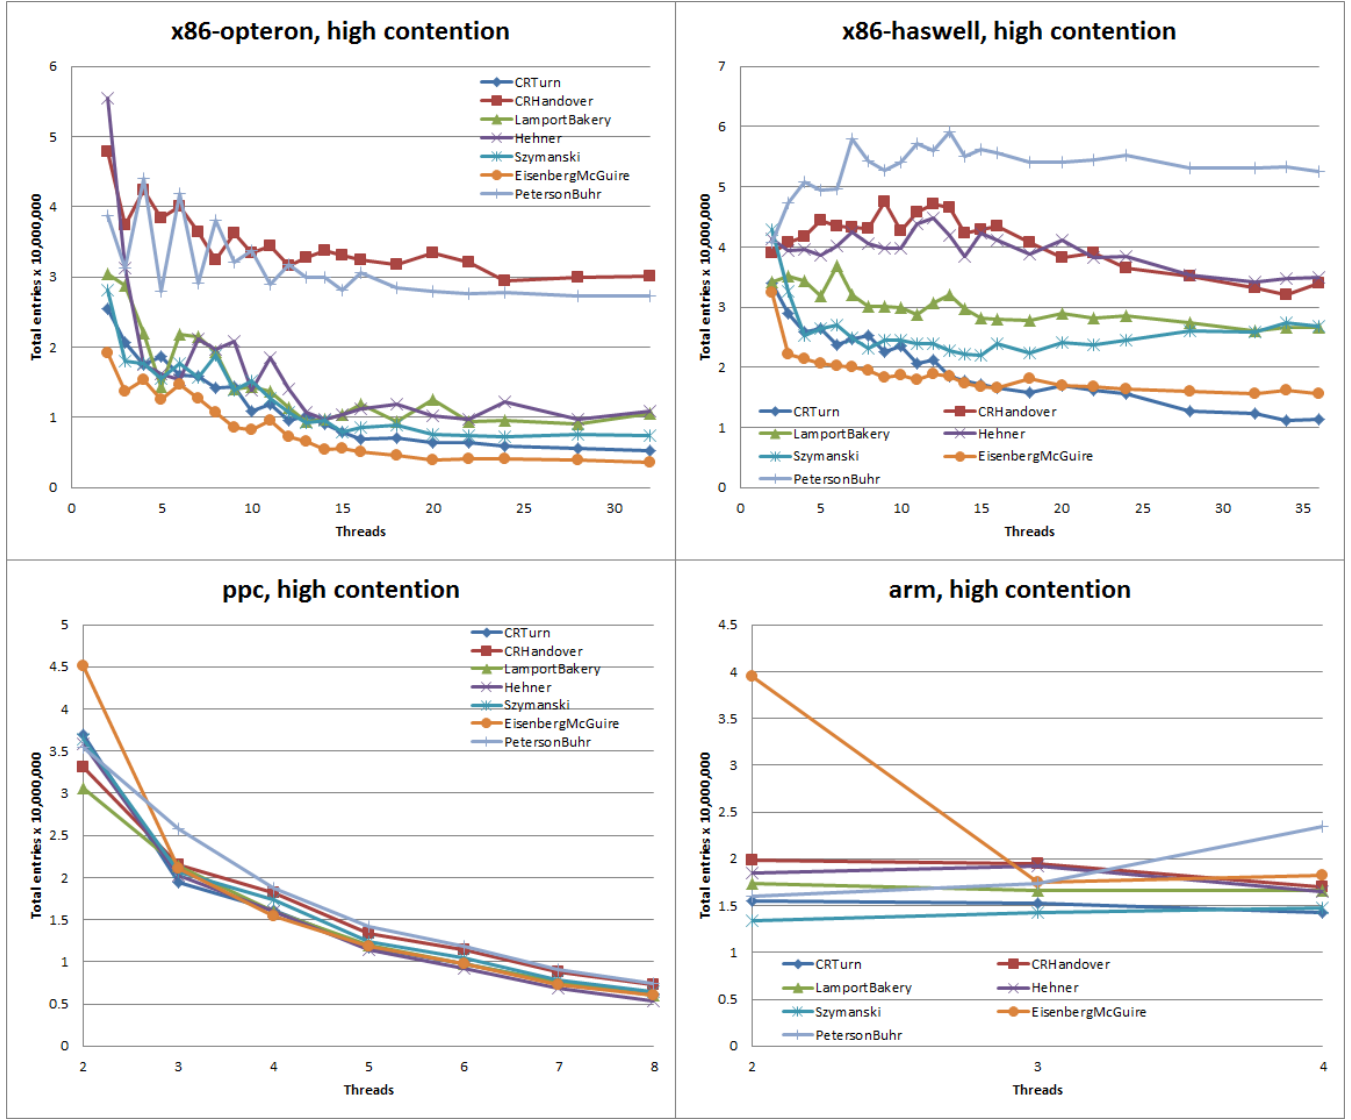 x86-opteron, high contention
Total entries x 10,000,000
6
5
4
3
2
1
0
0 5 10 15 20 25 30
Threads
CRTurn
CRHandover
LamportBakery
Hehner
Szymanski
EisenbergMcGuire
PetersonBuhr
x86-haswell, high contention
Total entries x 10,000,000
7
6
5
4
3
2
1
0
0 5 10 15 20 25 30 35
Threads
CRTurn CRHandover
LamportBakery Hehner
Szymanski EisenbergMcGuire
PetersonBuhr
ppc, high contention
Total entries x 10,000,000
5
4.5
4
3.5
3
2.5
2
1.5
1
0.5
0
2 3 4 5 6 7 8
Threads
CRTurn
CRHandover
LamportBakery
Hehner
Szymanski
EisenbergMcGuire
PetersonBuhr
arm, high contention
Total entries x 10,000,000
4.5
4
3.5
3
2.5
2
1.5
1
0.5
0
2 3 4
Threads
CRTurn CRHandover
LamportBakery Hehner
Szymanski EisenbergMcGuire
PetersonBuhr